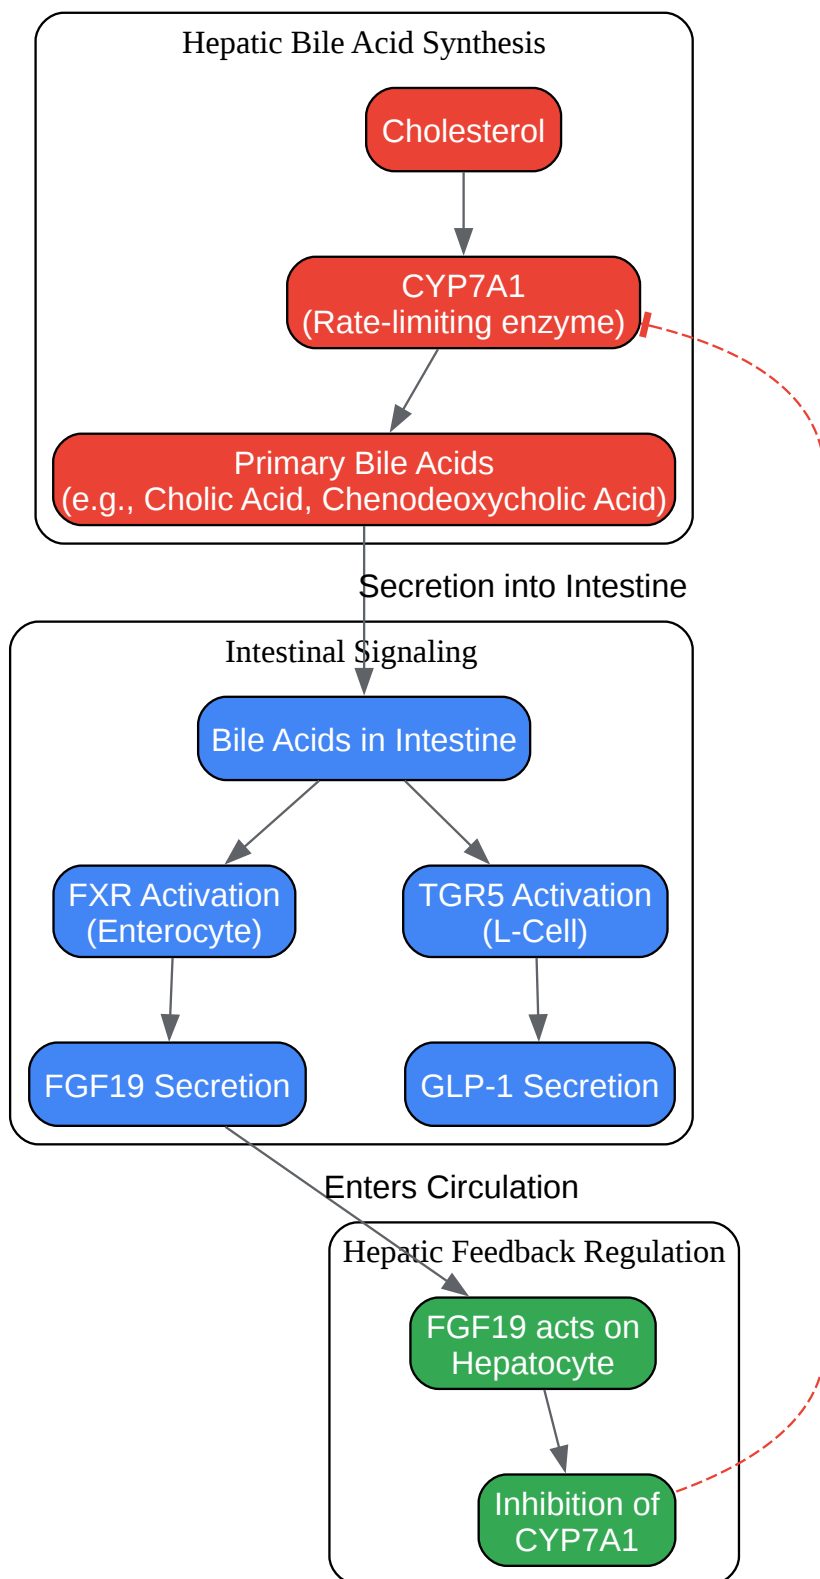 Hepatic Bile Acid Synthesis
Cholesterol
CYP7A1
(Rate-limiting enzyme)
Primary Bile Acids
(e.g., Cholic Acid, Chenodeoxycholic Acid)
Secretion into Intestine
Intestinal Signaling
Bile Acids in Intestine
FXR Activation
(Enterocyte)
TGR5 Activation
(L-Cell)
FGF19 Secretion
GLP-1 Secretion
Enters Circulation
Hepatic Feedback Regulation
FGF19 acts on
Hepatocyte
Inhibition of
CYP7A1